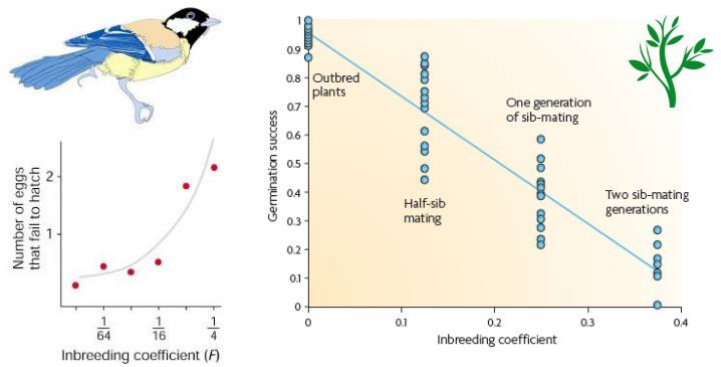 2
1
Number of eggs
that fail to hatch
1
64
1
16
1
4
Inbreeding coefficient (F)
1
0.9
0.8
0.7
0.6
0.5
0.4
0.3
0.2
0.1
0
Germination success
Outbred
plants
Half-sib
mating
One generation
of sib-mating
Two sib-mating
generations
0
0.1
0.2
0.3
0.4
Inbreeding coefficient